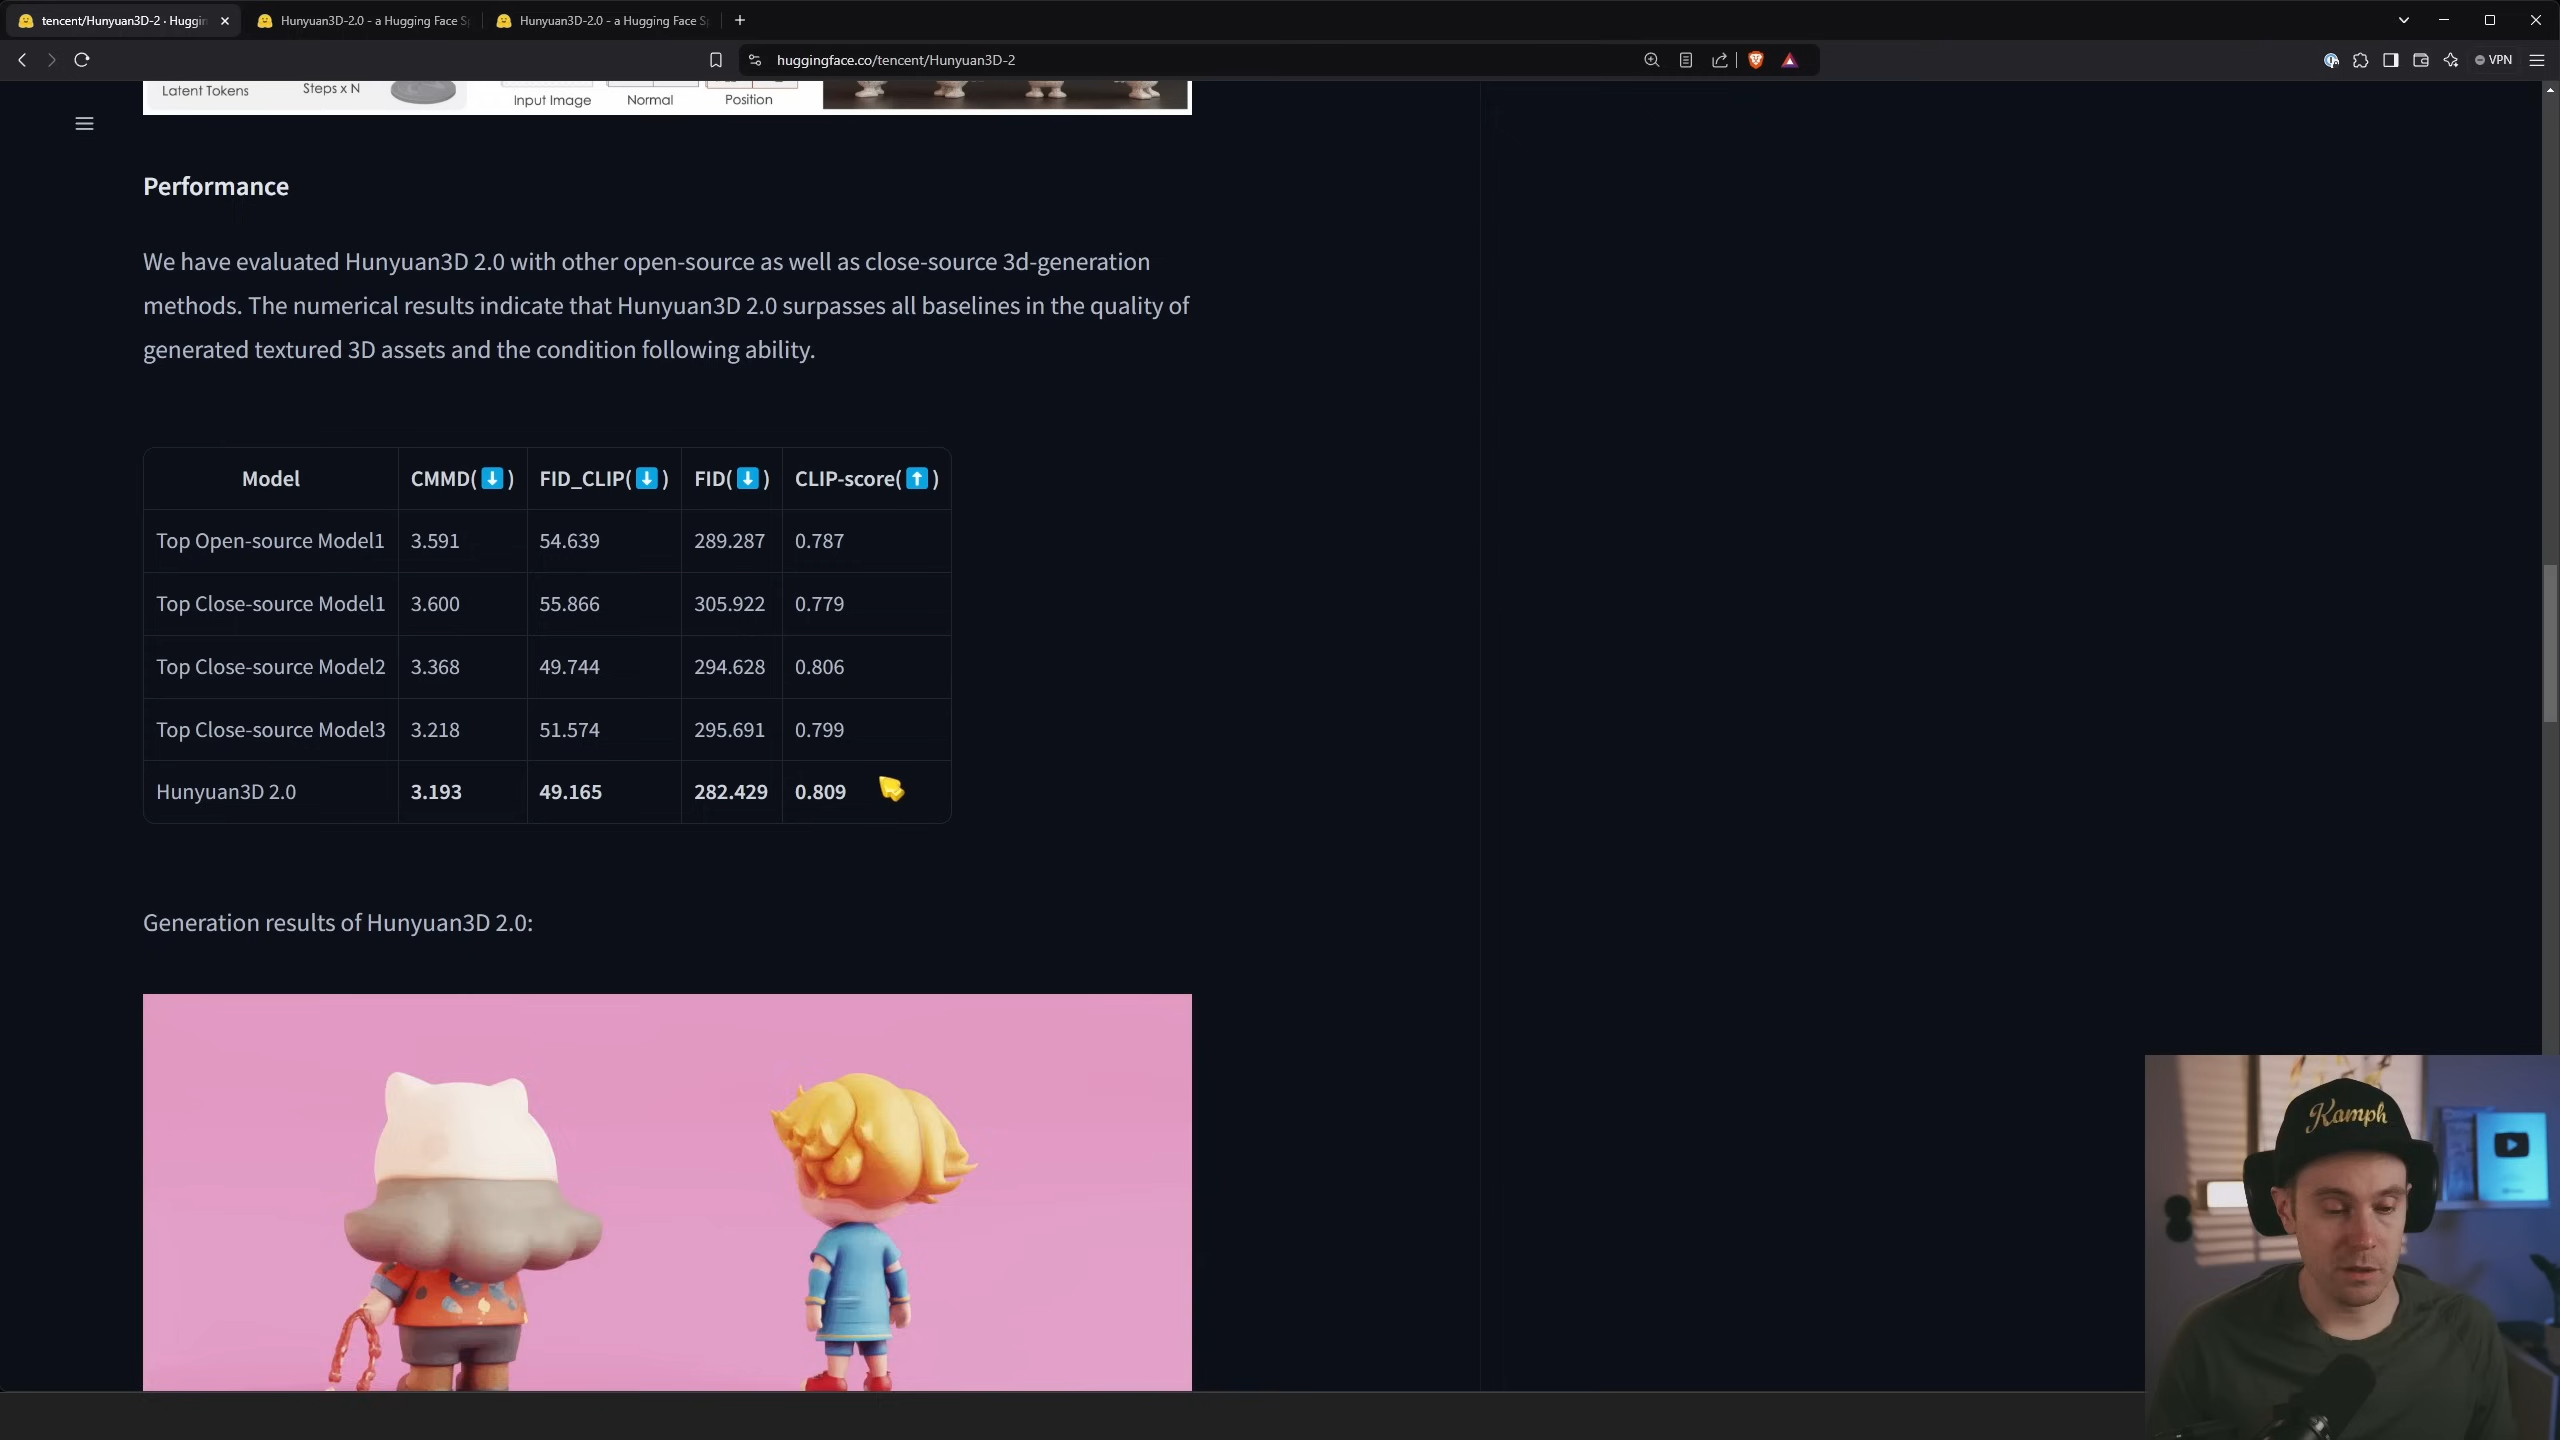 tencent/Hunyuan3D-2 · Huggin
Hunyuan3D-2.0 - a Hugging Face S
Hunyuan3D-2.0 - a Hugging Face S
huggingface.co/tencent/Hunyuan3D-2
VPN
Latent Tokens
Steps x N
Input Image
Normal
Position
Performance
We have evaluated Hunyuan3D 2.0 with other open-source as well as close-source 3d-generation
methods. The numerical results indicate that Hunyuan3D 2.0 surpasses all baselines in the quality of
generated textured 3D assets and the condition following ability.
Model CMMD(⬇) FID_CLIP(⬇) FID(⬇) CLIP-score(⬆)
Top Open-source Model1 3.591 54.639 289.287 0.787
Top Close-source Model1 3.600 55.866 305.922 0.779
Top Close-source Model2 3.368 49.744 294.628 0.806
Top Close-source Model3 3.218 51.574 295.691 0.799
Hunyuan3D 2.0 3.193 49.165 282.429 0.809
Generation results of Hunyuan3D 2.0:
Kamph